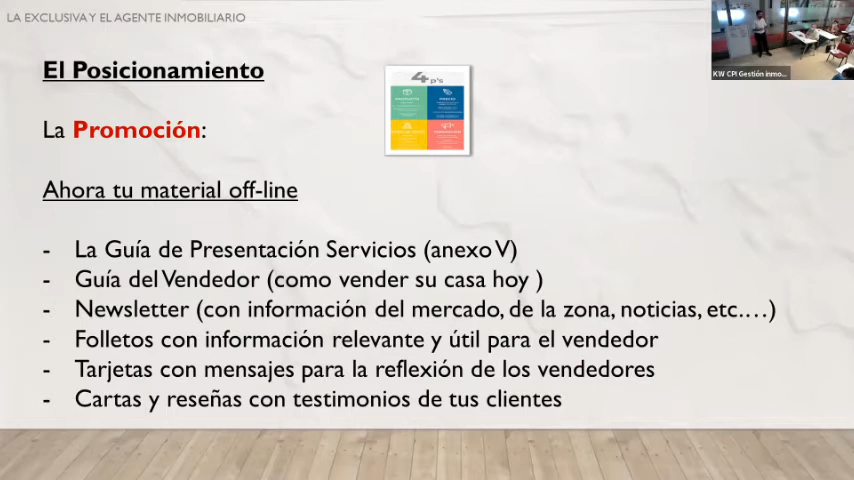 LA EXCLUSIVA Y EL AGENTE INMOBILIARIO
El Posicionamiento
4 p's
La Promoción:
Ahora tu material off-line
- La Guía de Presentación Servicios (anexo V)
- Guía del Vendedor (como vender su casa hoy )
- Newsletter (con información del mercado, de la zona, noticias, etc.…)
- Folletos con información relevante y útil para el vendedor
- Tarjetas con mensajes para la reflexión de los vendedores
- Cartas y reseñas con testimonios de tus clientes
KW CPI Gestión inmo...